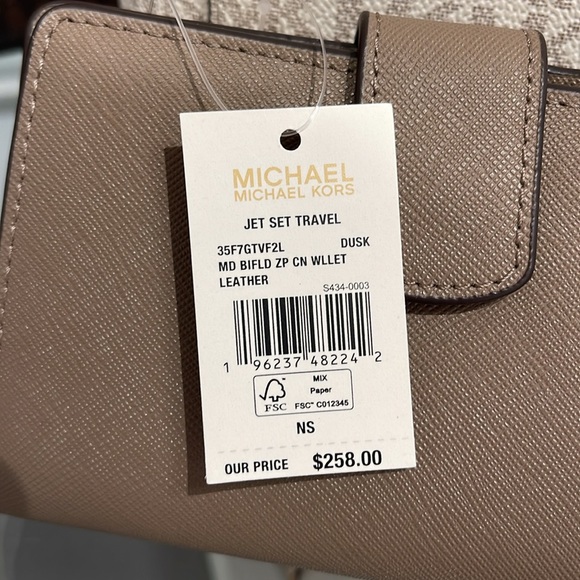 MICHAEL
MICHAEL KORS
JET SET TRAVEL
35F7GTVF2L DUSK
MD BIFLD ZP CN WLLET
LEATHER
S434-0003
1 96237 48224 2
FSC
MIX
Paper
FSC™ C012345
NS
OUR PRICE $258.00